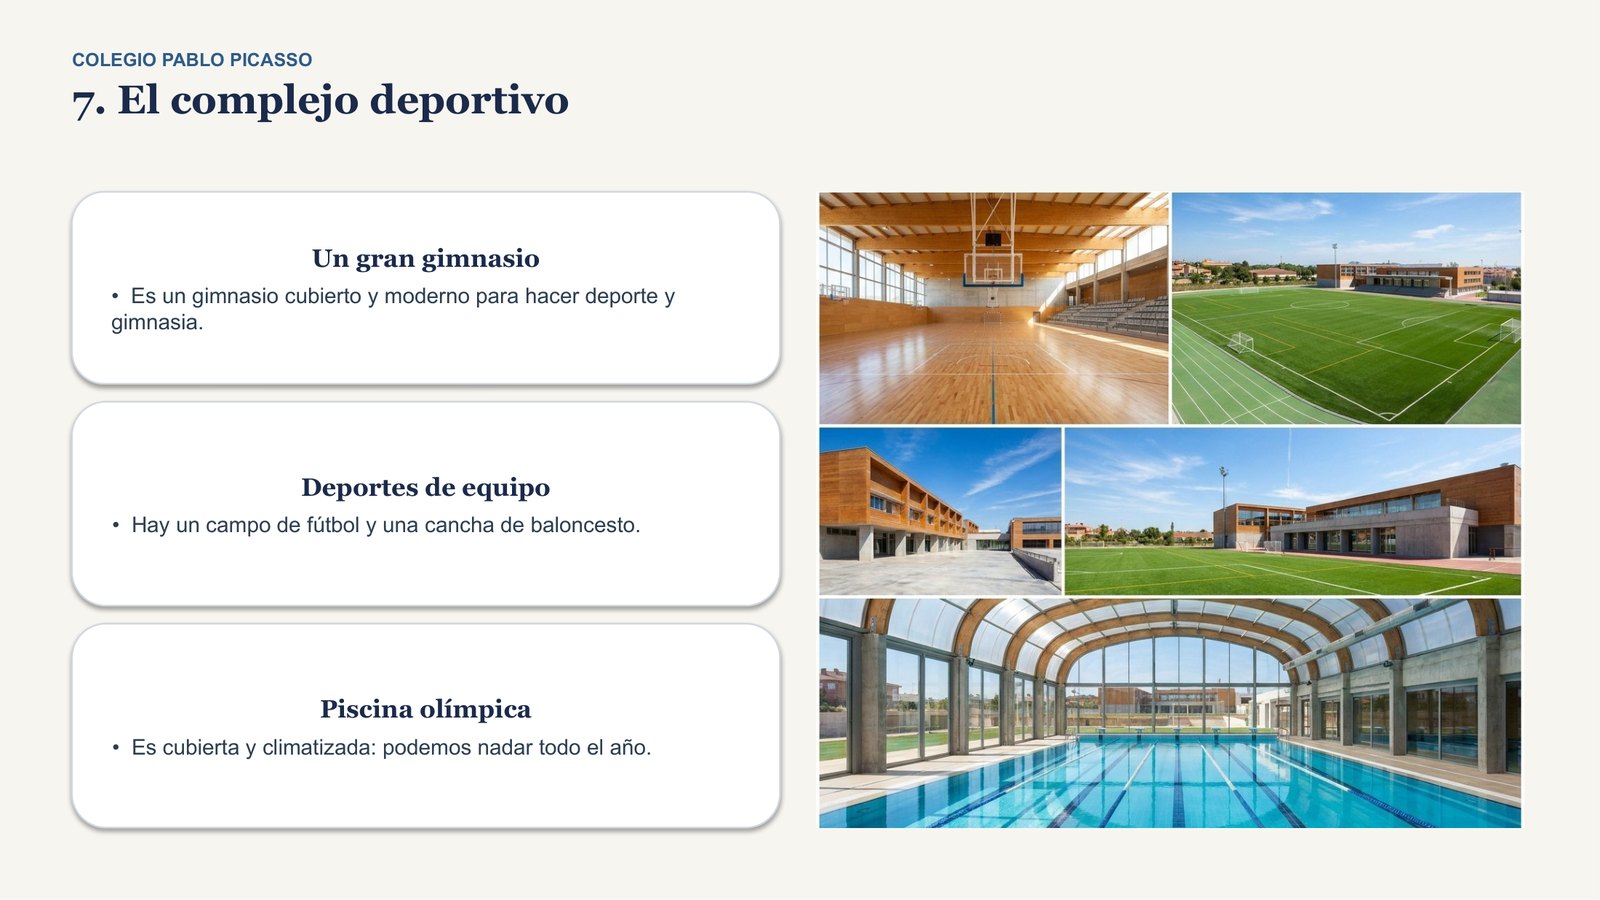 COLEGIO PABLO PICASSO
7. El complejo deportivo
Un gran gimnasio
• Es un gimnasio cubierto y moderno para hacer deporte y
gimnasia.
Deportes de equipo
• Hay un campo de fútbol y una cancha de baloncesto.
Piscina olímpica
• Es cubierta y climatizada: podemos nadar todo el año.